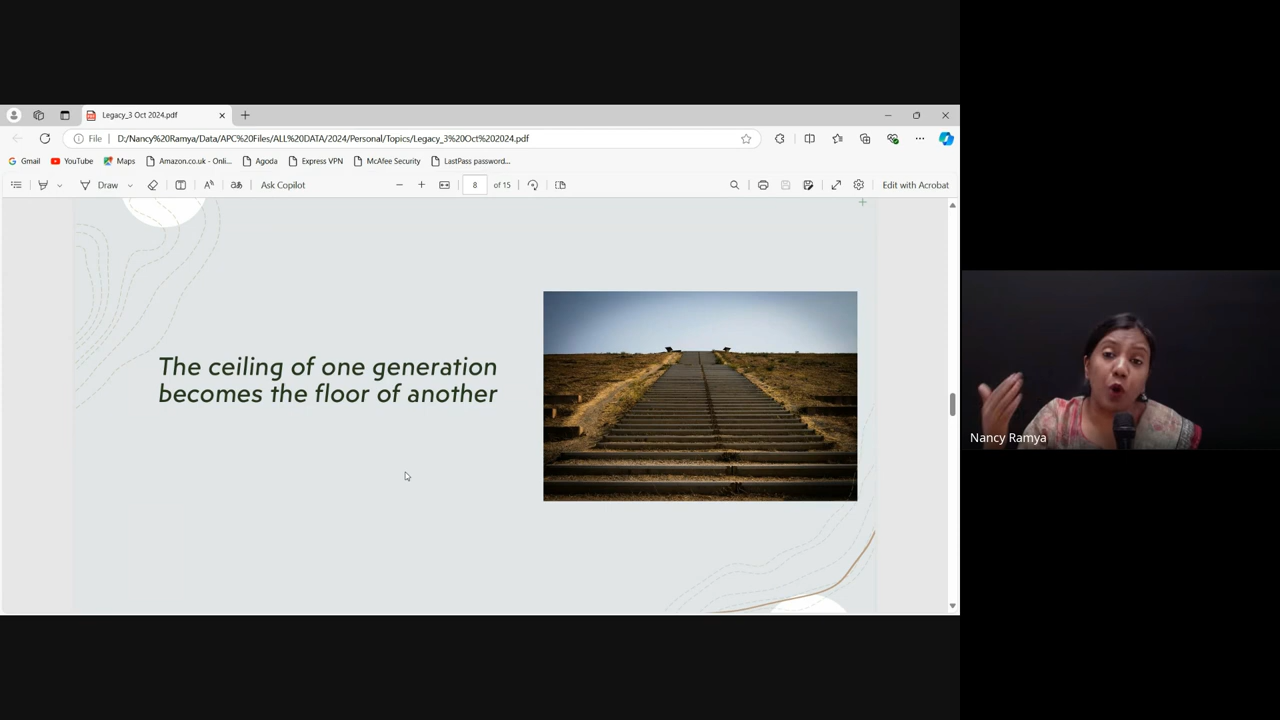 Legacy_3 Oct 2024.pdf
File
D:/Nancy%20Ramya/Data/APC%20Files/ALL%20DATA/2024/Personal/Topics/Legacy_3%20Oct%202024.pdf
Gmail
YouTube
Maps
Amazon.co.uk - Onli...
Agoda
Express VPN
McAfee Security
LastPass password...
Draw
Ask Copilot
8
of 15
Edit with Acrobat
The ceiling of one generation
becomes the floor of another
Nancy Ramya